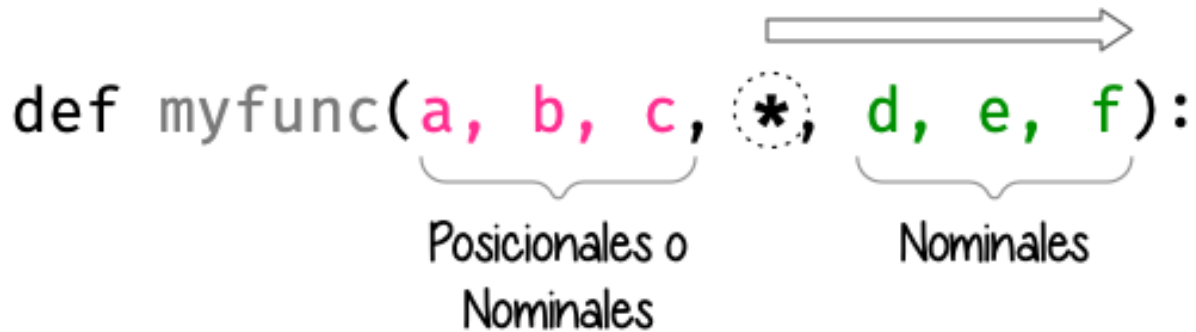 def myfunc(a, b, c, *, d, e, f):
Posicionales o
Nominales
Nominales